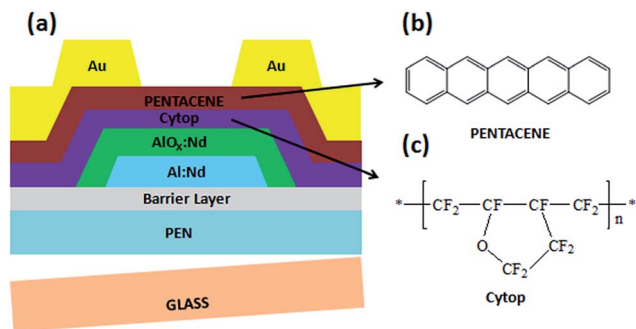 (a)
Au
Au
PENTACENE
Cytop
AlOₓ:Nd
Al:Nd
Barrier Layer
PEN
GLASS
(b)
PENTACENE
(c)
* CF₂ CF CF CF₂ *
n
O CF₂
CF₂
Cytop